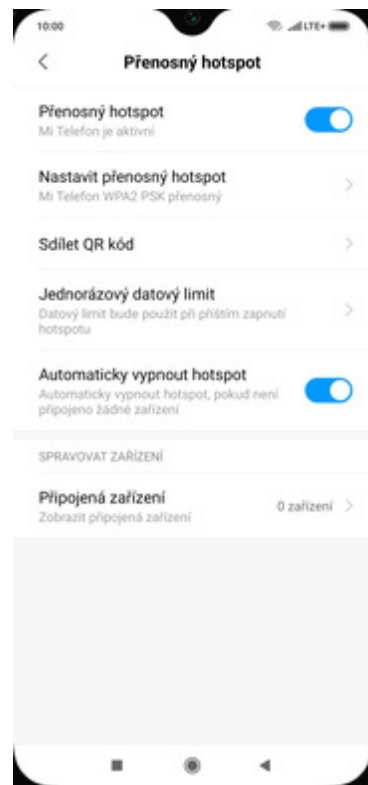 10:00 LTE+
Přenosný hotspot
Přenosný hotspot
Mi Telefon je aktivní
Nastavit přenosný hotspot
Mi Telefon WPA2 PSK přenosný
Sdílet QR kód
Jednorázový datový limit
Datový limit bude použit při příštím zapnutí
hotspotu
Automaticky vypnout hotspot
Automaticky vypnout hotspot, pokud není
připojeno žádné zařízení
SPRAVOVAT ZAŘÍZENÍ
Připojená zařízení
0 zařízení
Zobrazit připojená zařízení